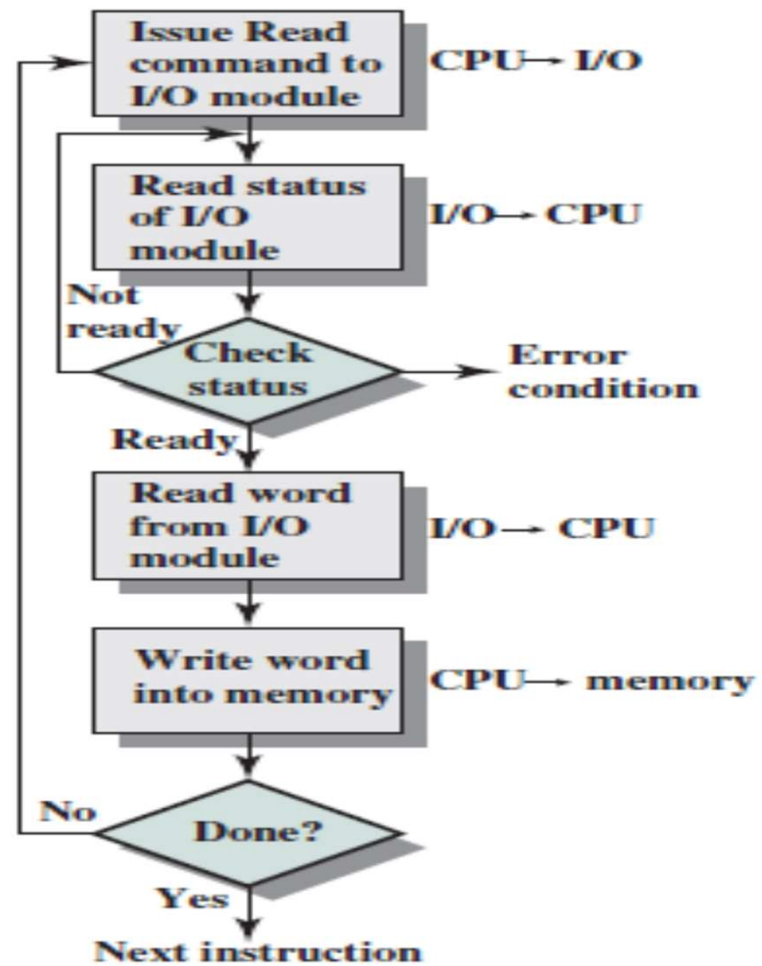 Issue Read
command to
I/O module
CPU → I/O
Read status
of I/O
module
I/O → CPU
Not
ready
Check
status
Error
condition
Ready
Read word
from I/O
module
I/O → CPU
Write word
into memory
CPU → memory
No
Done?
Yes
Next instruction